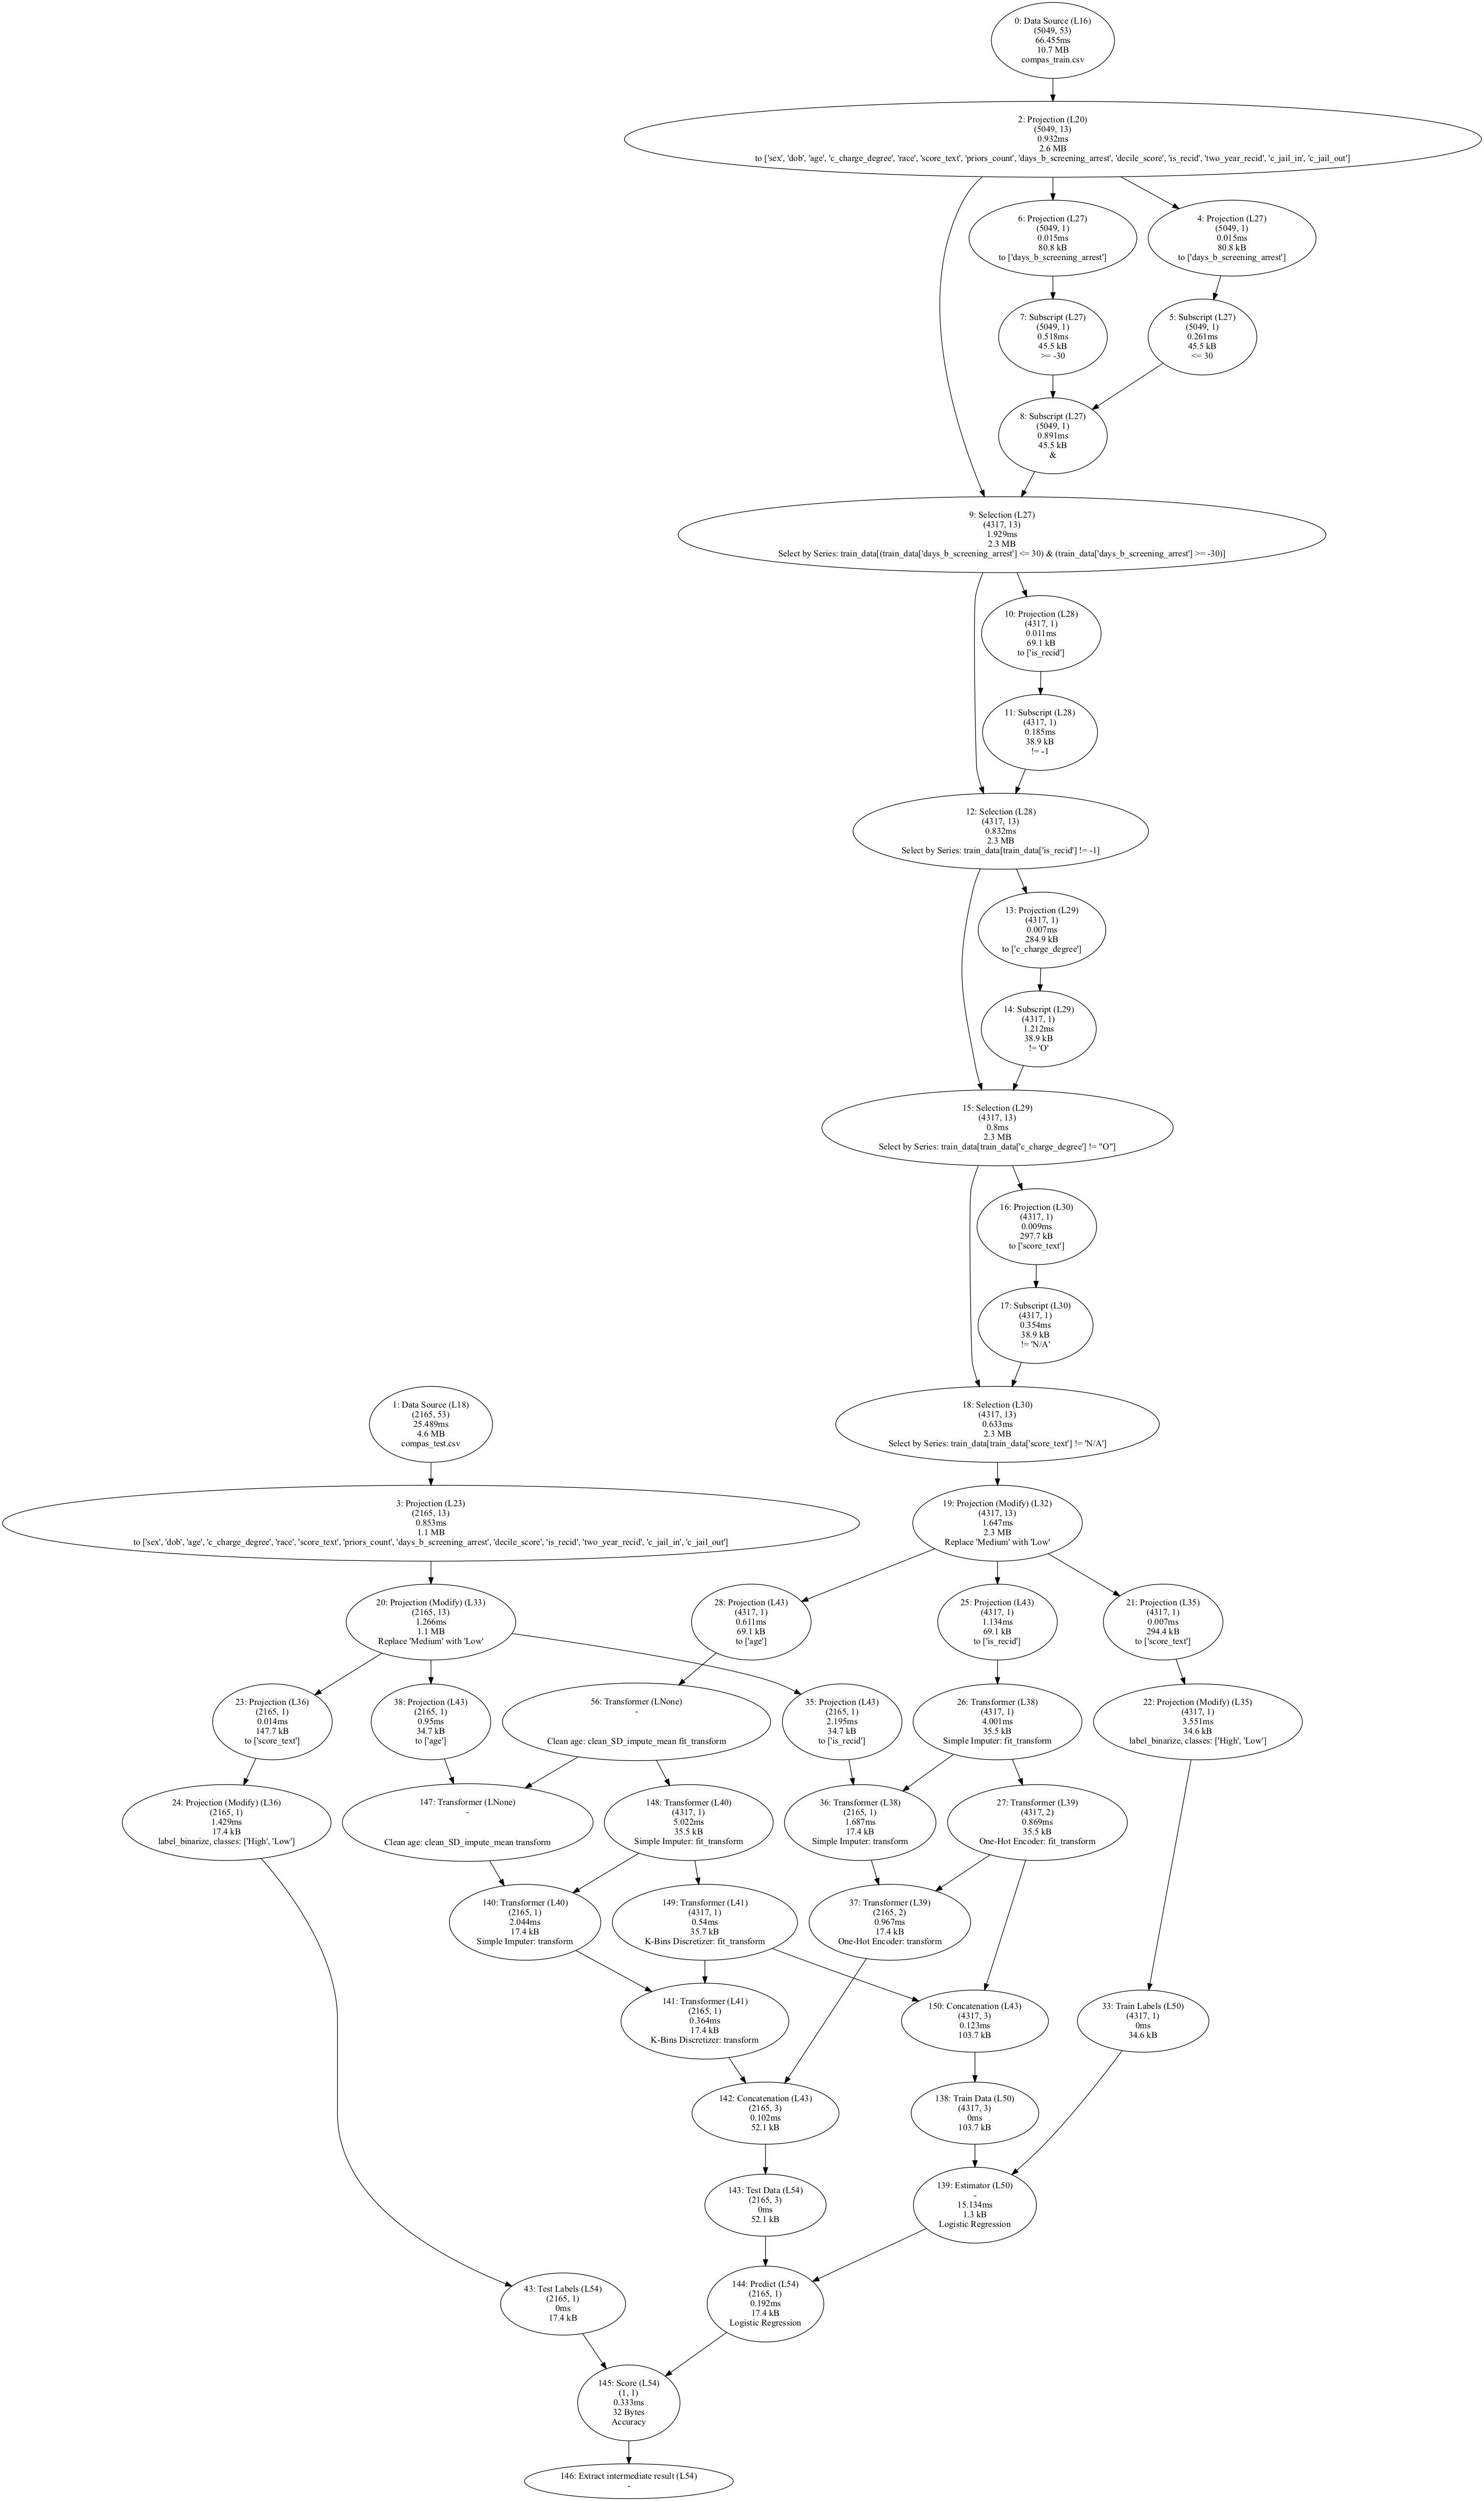 0: Data Source (L16)
(5049, 53)
66.455ms
10.7 MB
compas_train.csv
2: Projection (L20)
(5049, 13)
0.932ms
2.6 MB
to ['sex', 'dob', 'age', 'c_charge_degree', 'race', 'score_text', 'priors_count', 'days_b_screening_arrest', 'decile_score', 'is_recid', 'two_year_recid', 'c_jail_in', 'c_jail_out']
6: Projection (L27)
(5049, 1)
0.015ms
80.8 kB
to ['days_b_screening_arrest']
4: Projection (L27)
(5049, 1)
0.015ms
80.8 kB
to ['days_b_screening_arrest']
7: Subscript (L27)
(5049, 1)
0.518ms
45.5 kB
>= -30
5: Subscript (L27)
(5049, 1)
0.261ms
45.5 kB
<= 30
8: Subscript (L27)
(5049, 1)
0.891ms
45.5 kB
&
9: Selection (L27)
(4317, 13)
1.929ms
2.3 MB
Select by Series: train_data[(train_data['days_b_screening_arrest'] <= 30) & (train_data['days_b_screening_arrest'] >= -30)]
10: Projection (L28)
(4317, 1)
0.011ms
69.1 kB
to ['is_recid']
11: Subscript (L28)
(4317, 1)
0.185ms
38.9 kB
!= -1
12: Selection (L28)
(4317, 13)
0.832ms
2.3 MB
Select by Series: train_data[train_data['is_recid'] != -1]
13: Projection (L29)
(4317, 1)
0.007ms
284.9 kB
to ['c_charge_degree']
14: Subscript (L29)
(4317, 1)
1.212ms
38.9 kB
!= 'O'
15: Selection (L29)
(4317, 13)
0.8ms
2.3 MB
Select by Series: train_data[train_data['c_charge_degree'] != "O"]
16: Projection (L30)
(4317, 1)
0.009ms
297.7 kB
to ['score_text']
17: Subscript (L30)
(4317, 1)
0.354ms
38.9 kB
!= 'N/A'
1: Data Source (L18)
(2165, 53)
25.489ms
4.6 MB
compas_test.csv
18: Selection (L30)
(4317, 13)
0.633ms
2.3 MB
Select by Series: train_data[train_data['score_text'] != 'N/A']
3: Projection (L23)
(2165, 13)
0.853ms
1.1 MB
to ['sex', 'dob', 'age', 'c_charge_degree', 'race', 'score_text', 'priors_count', 'days_b_screening_arrest', 'decile_score', 'is_recid', 'two_year_recid', 'c_jail_in', 'c_jail_out']
19: Projection (Modify) (L32)
(4317, 13)
1.647ms
2.3 MB
Replace 'Medium' with 'Low'
20: Projection (Modify) (L33)
(2165, 13)
1.266ms
1.1 MB
Replace 'Medium' with 'Low'
28: Projection (L43)
(4317, 1)
0.611ms
69.1 kB
to ['age']
25: Projection (L43)
(4317, 1)
1.134ms
69.1 kB
to ['is_recid']
21: Projection (L35)
(4317, 1)
0.007ms
294.4 kB
to ['score_text']
23: Projection (L36)
(2165, 1)
0.014ms
147.7 kB
to ['score_text']
38: Projection (L43)
(2165, 1)
0.95ms
34.7 kB
to ['age']
56: Transformer (LNone)
-
Clean age: clean_SD_impute_mean fit_transform
35: Projection (L43)
(2165, 1)
2.195ms
34.7 kB
to ['is_recid']
26: Transformer (L38)
(4317, 1)
4.001ms
35.5 kB
Simple Imputer: fit_transform
22: Projection (Modify) (L35)
(4317, 1)
3.551ms
34.6 kB
label_binarize, classes: ['High', 'Low']
24: Projection (Modify) (L36)
(2165, 1)
1.429ms
17.4 kB
label_binarize, classes: ['High', 'Low']
147: Transformer (LNone)
-
Clean age: clean_SD_impute_mean transform
148: Transformer (L40)
(4317, 1)
5.022ms
35.5 kB
Simple Imputer: fit_transform
36: Transformer (L38)
(2165, 1)
1.687ms
17.4 kB
Simple Imputer: transform
27: Transformer (L39)
(4317, 2)
0.869ms
35.5 kB
One-Hot Encoder: fit_transform
140: Transformer (L40)
(2165, 1)
2.044ms
17.4 kB
Simple Imputer: transform
149: Transformer (L41)
(4317, 1)
0.54ms
35.7 kB
K-Bins Discretizer: fit_transform
37: Transformer (L39)
(2165, 2)
0.967ms
17.4 kB
One-Hot Encoder: transform
141: Transformer (L41)
(2165, 1)
0.364ms
17.4 kB
K-Bins Discretizer: transform
150: Concatenation (L43)
(4317, 3)
0.123ms
103.7 kB
33: Train Labels (L50)
(4317, 1)
0ms
34.6 kB
142: Concatenation (L43)
(2165, 3)
0.102ms
52.1 kB
138: Train Data (L50)
(4317, 3)
0ms
103.7 kB
143: Test Data (L54)
(2165, 3)
0ms
52.1 kB
139: Estimator (L50)
-
15.134ms
1.3 kB
Logistic Regression
43: Test Labels (L54)
(2165, 1)
0ms
17.4 kB
144: Predict (L54)
(2165, 1)
0.192ms
17.4 kB
Logistic Regression
145: Score (L54)
(1, 1)
0.333ms
32 Bytes
Accuracy
146: Extract intermediate result (L54)
-